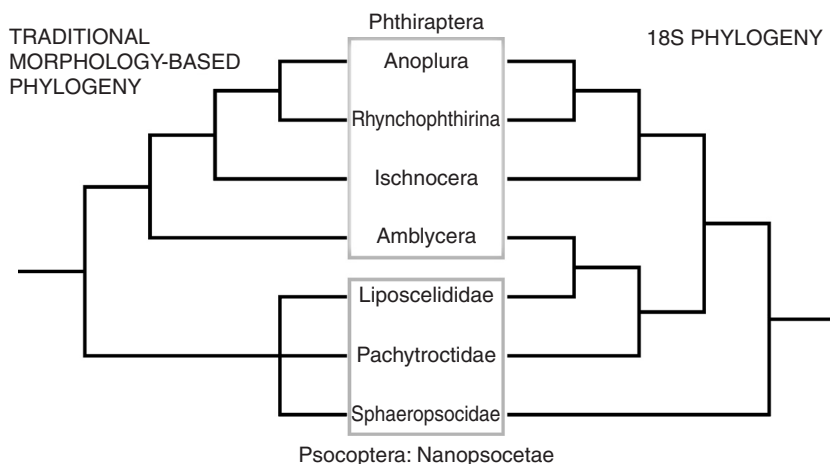 TRADITIONAL
MORPHOLOGY-BASED
PHYLOGENY
Phthiraptera
18S PHYLOGENY
Anoplura
Rhynchophthirina
Ischnocera
Amblycera
Liposcelididae
Pachytroctidae
Sphaeropsocidae
Psocoptera: Nanopsocetae